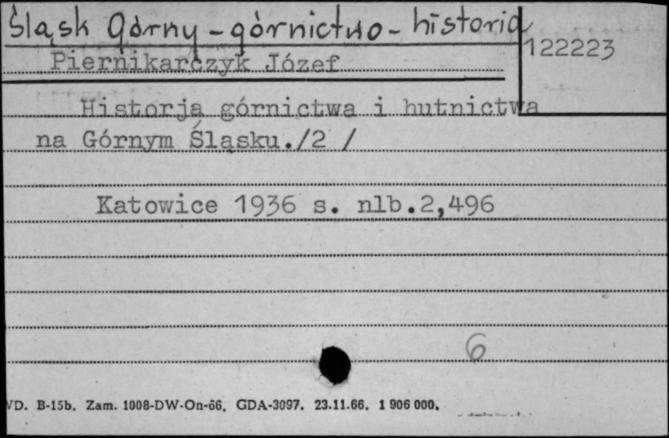 Śląsk Górny - górnictwo - historia
122223
Piernikarczyk Józef
Historja górnictwa i hutnictwa
na Górnym Śląsku./2 /
Katowice 1936 s. nlb.2,496
6
VD. B-15b. Zam. 1008-DW-On-66. GDA-3097. 23.11.66. 1 906 000.